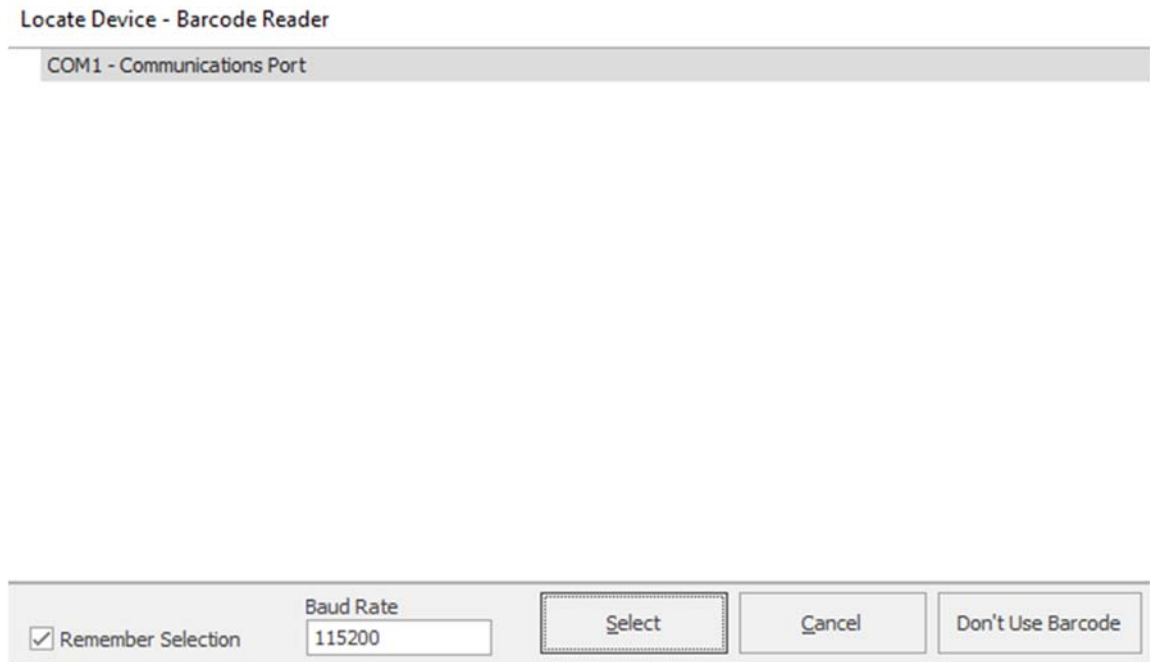 Locate Device - Barcode Reader
COM1 - Communications Port
Baud Rate
Remember Selection
115200
Select
Cancel
Don't Use Barcode